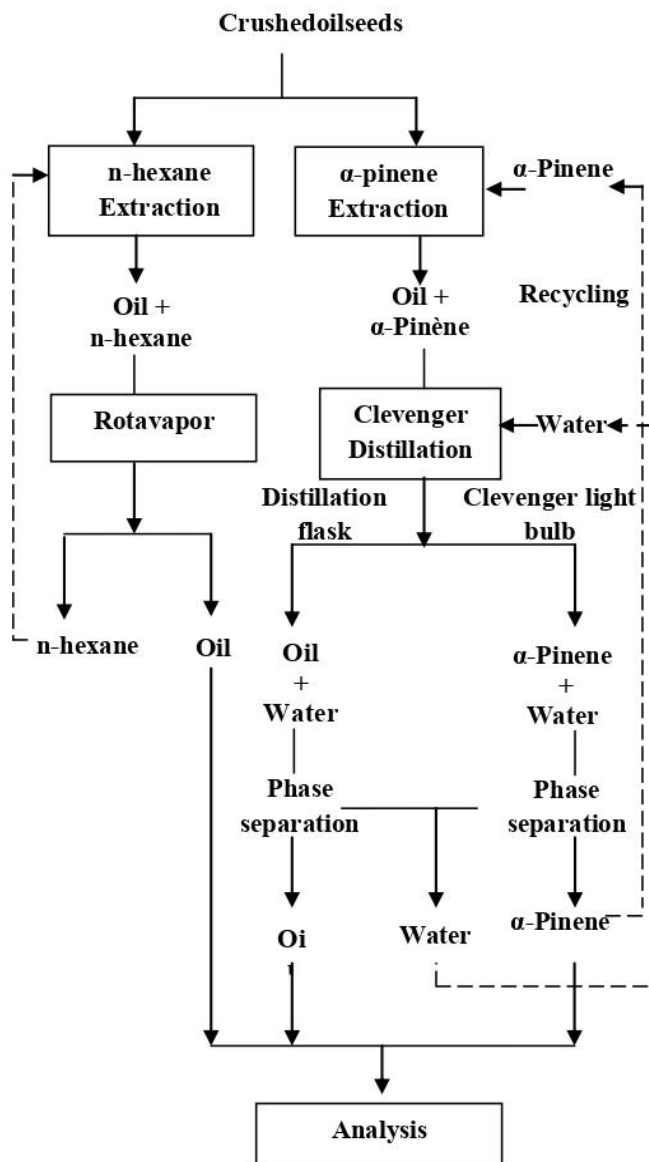 Crushedoilseeds
n-hexane
Extraction
α-pinene
Extraction
α-Pinene
Oil +
n-hexane
Oil +
α-Pinène
Recycling
Rotavapor
Clevenger
Distillation
Water
Distillation
flask
Clevenger light
bulb
n-hexane
Oil
Oil
+
Water
α-Pinene
+
Water
Phase
separation
Phase
separation
Oi
Water
α-Pinene
Analysis